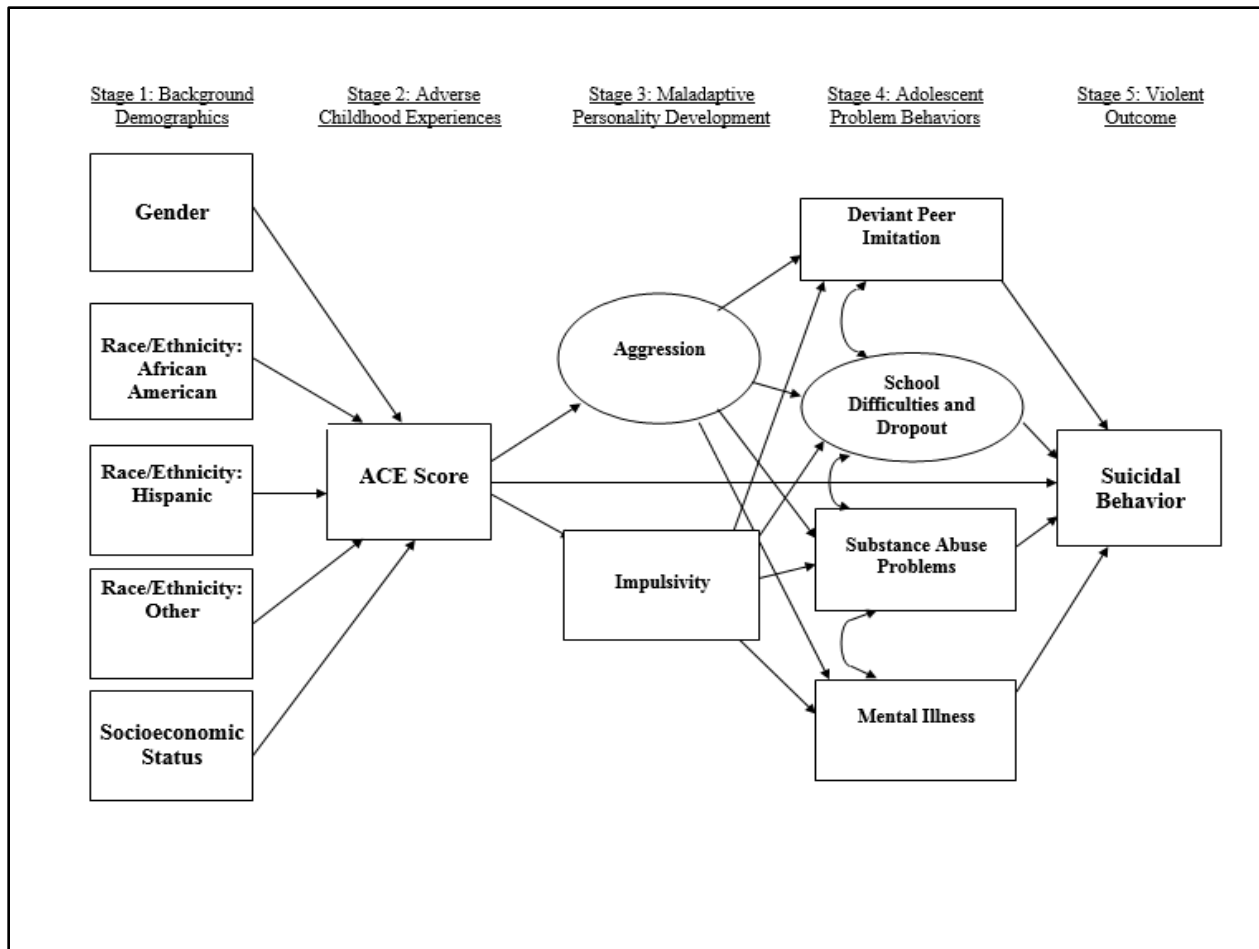 Stage 1: Background
Demographics
Stage 2: Adverse
Childhood Experiences
Stage 3: Maladaptive
Personality Development
Stage 4: Adolescent
Problem Behaviors
Stage 5: Violent
Outcome
Gender
Race/Ethnicity:
African
American
Race/Ethnicity:
Hispanic
Race/Ethnicity:
Other
Socioeconomic
Status
ACE Score
Aggression
Impulsivity
Deviant Peer
Imitation
School
Difficulties and
Dropout
Substance Abuse
Problems
Mental Illness
Suicidal
Behavior